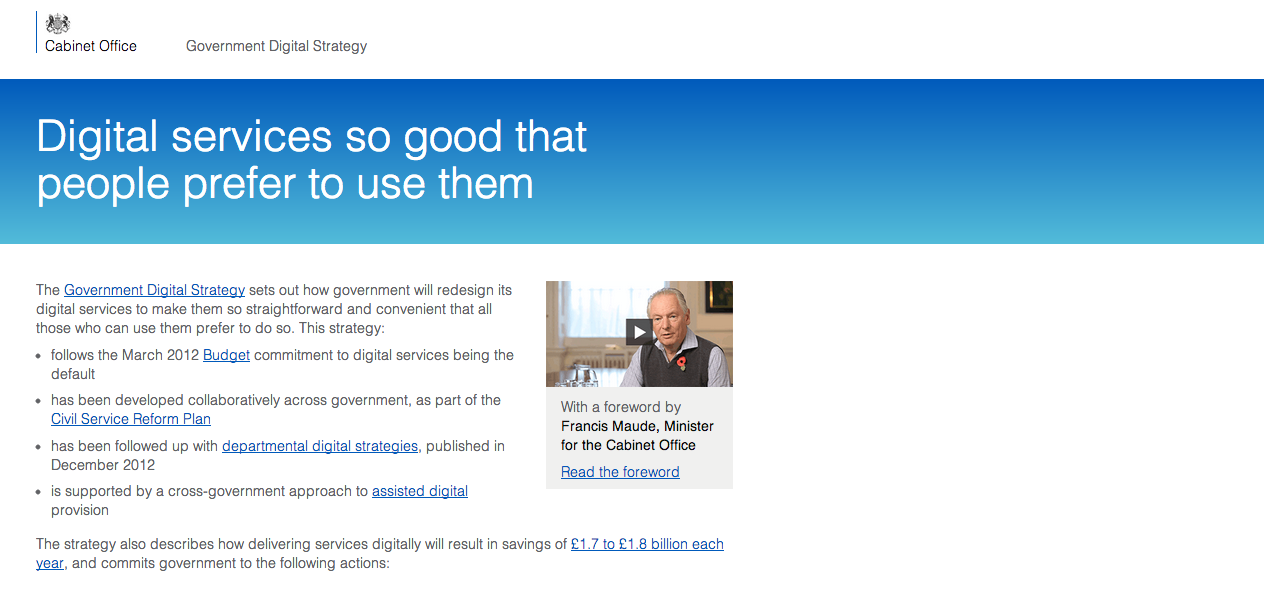 Cabinet Office
Government Digital Strategy
Digital services so good that
people prefer to use them
The Government Digital Strategy sets out how government will redesign its
digital services to make them so straightforward and convenient that all
those who can use them prefer to do so. This strategy:
• follows the March 2012 Budget commitment to digital services being the
default
• has been developed collaboratively across government, as part of the
Civil Service Reform Plan
• has been followed up with departmental digital strategies, published in
December 2012
• is supported by a cross-government approach to assisted digital
provision
With a foreword by
Francis Maude, Minister
for the Cabinet Office
Read the foreword
The strategy also describes how delivering services digitally will result in savings of £1.7 to £1.8 billion each
year, and commits government to the following actions: